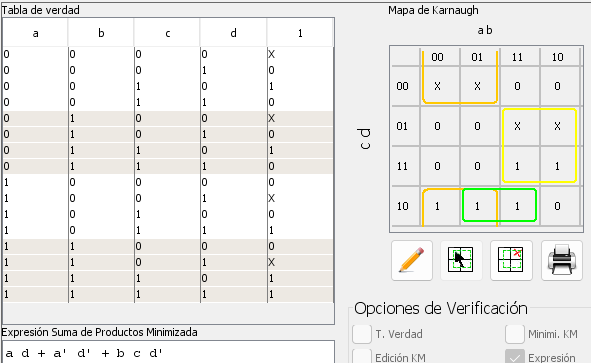 Tabla de verdad
a b c d 1
0 0 0 0 X
0 0 0 1 0
0 0 1 0 1
0 0 1 1 0
0 1 0 0 X
0 1 0 1 0
0 1 1 0 1
0 1 1 1 0
1 0 0 0 0
1 0 0 1 X
1 0 1 0 0
1 0 1 1 1
1 1 0 0 0
1 1 0 1 X
1 1 1 0 1
1 1 1 1 1
Expresión Suma de Productos Minimizada
a d + a' d' + b c d'
Mapa de Karnaugh
a b
c d
00 01 11 10
00 X X 0 0
01 0 0 X X
11 0 0 1 1
10 1 1 1 0
Opciones de Verificación
T. Verdad
Minimi. KM
Edición KM
Expresión